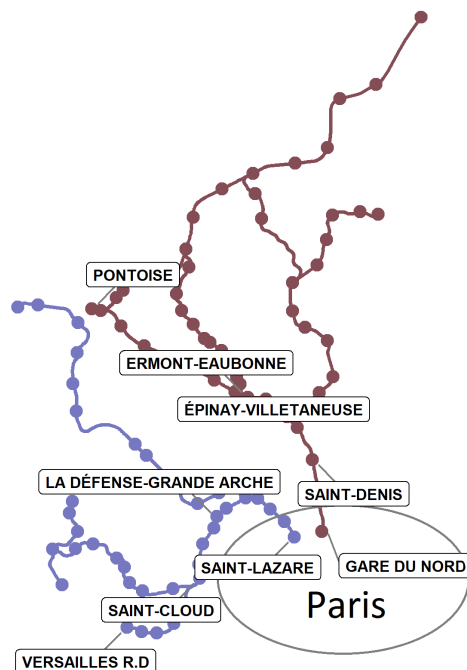 PONTOISE
ERMONT-EAUBONNE
ÉPINAY-VILLETANEUSE
LA DÉFENSE-GRANDE ARCHE
SAINT-DENIS
SAINT-LAZARE
GARE DU NORD
SAINT-CLOUD
Paris
VERSAILLES R.D